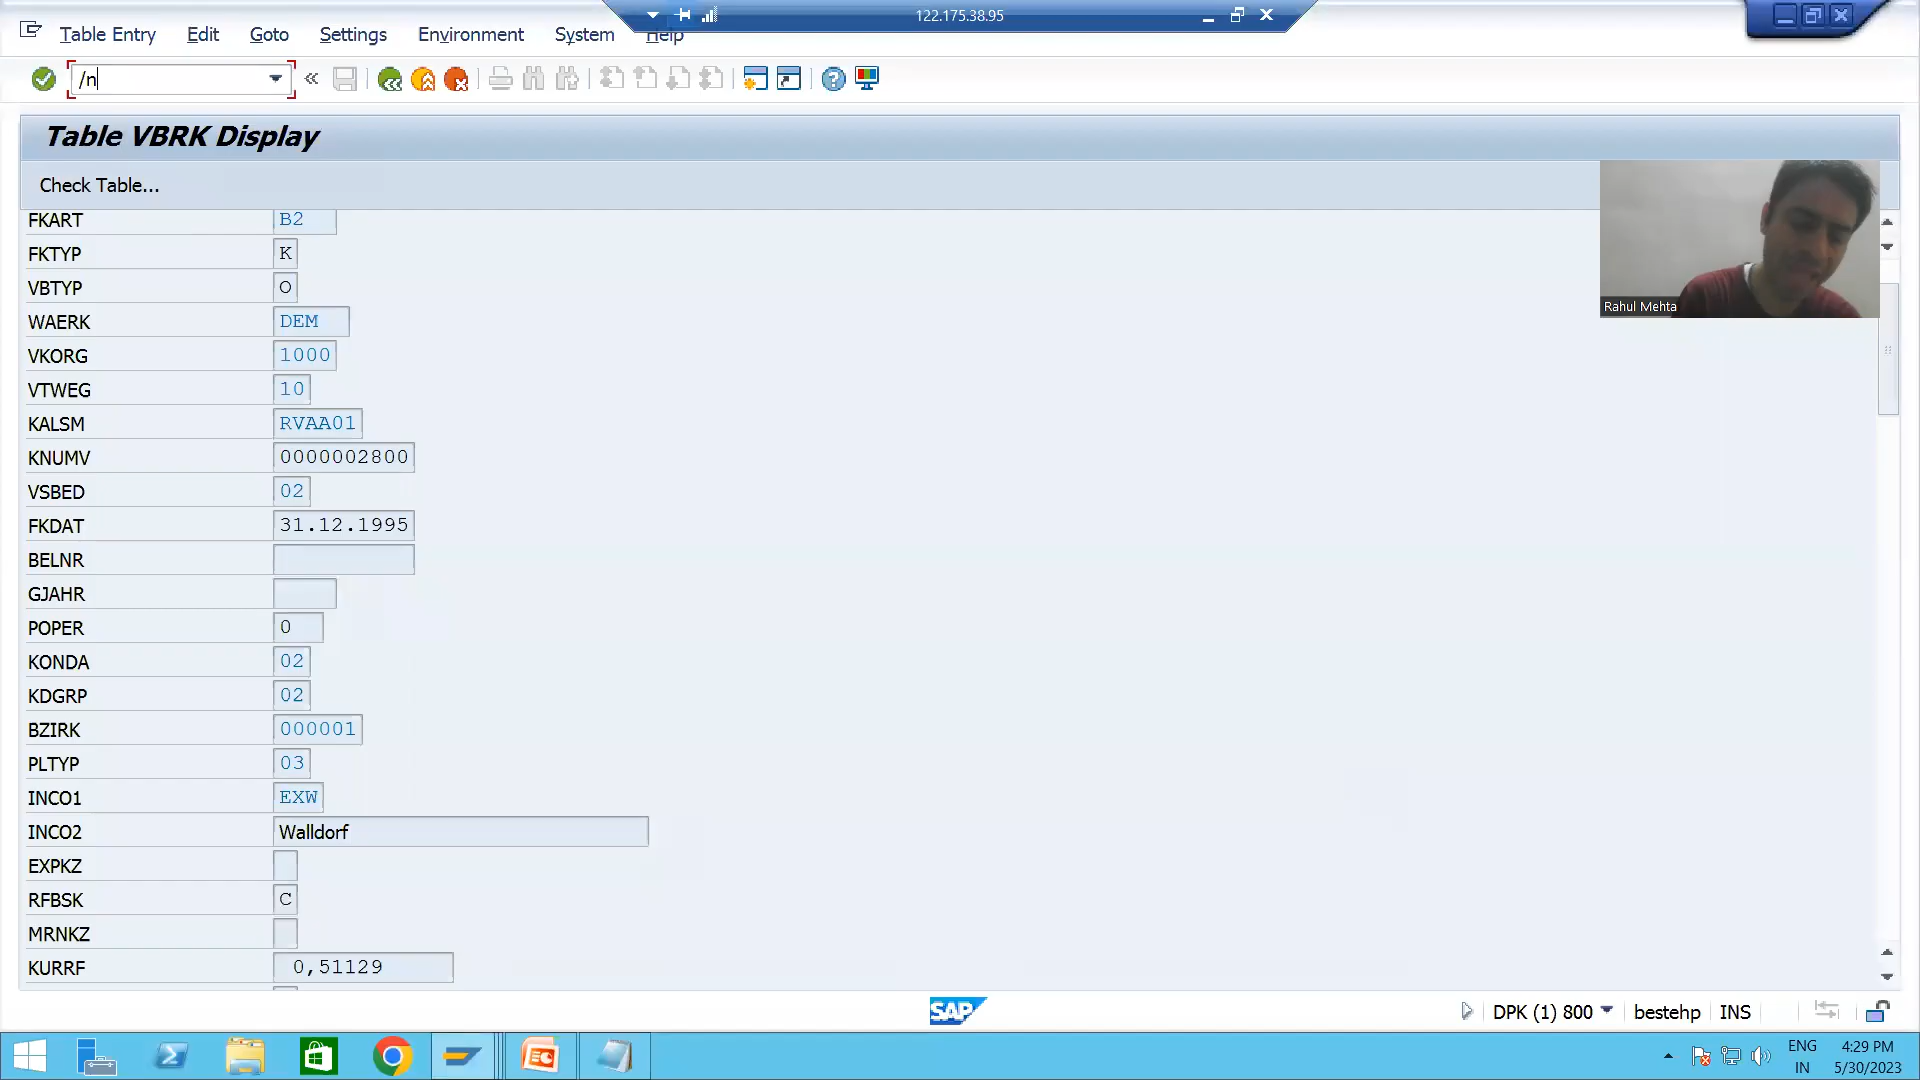 122.175.38.95
Table Entry Edit Goto Settings Environment System Help
/n
Table VBRK Display
Check Table...
Rahul Mehta
FKART B2
FKTYP K
VBTYP O
WAERK DEM
VKORG 1000
VTWEG 10
KALSM RVAA01
KNUMV 0000002800
VSBED 02
FKDAT 31.12.1995
BELNR
GJAHR
POPER 0
KONDA 02
KDGRP 02
BZIRK 000001
PLTYP 03
INCO1 EXW
INCO2 Walldorf
EXPKZ
RFBSK C
MRNKZ
KURRF 0,51129
SAP
DPK (1) 800 bestehp INS
ENG 4:29 PM
IN 5/30/2023